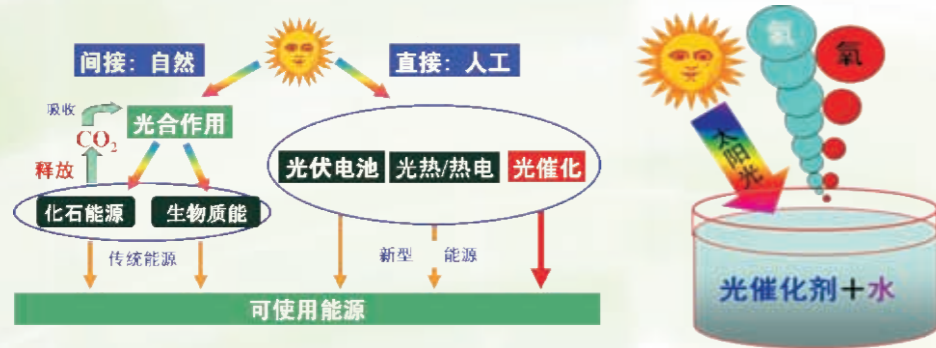 间接：自然
直接：人工
吸收
光合作用
CO₂
释放
光伏电池
光热/热电
光催化
化石能源
生物质能
传统能源
新型 能源
可使用能源
氢
氧
太阳光
光催化剂＋水